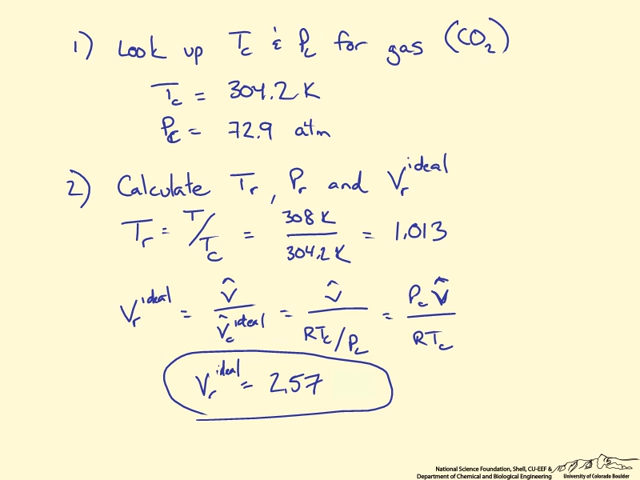 1) Look up Tc & Pc for gas (CO2)
Tc = 304.2 K
Pc = 72.9 atm
2) Calculate Tr, Pr and Vr^ideal
Tr = T/Tc = 308 K / 304.2 K = 1.013
Vr^ideal = V̂ / V̂c^ideal = V̂ / (RTc/Pc) = Pc V̂ / RTc
Vr^ideal = 2.57
National Science Foundation, Shell, CU-EEF &
Department of Chemical and Biological Engineering
University of Colorado Boulder